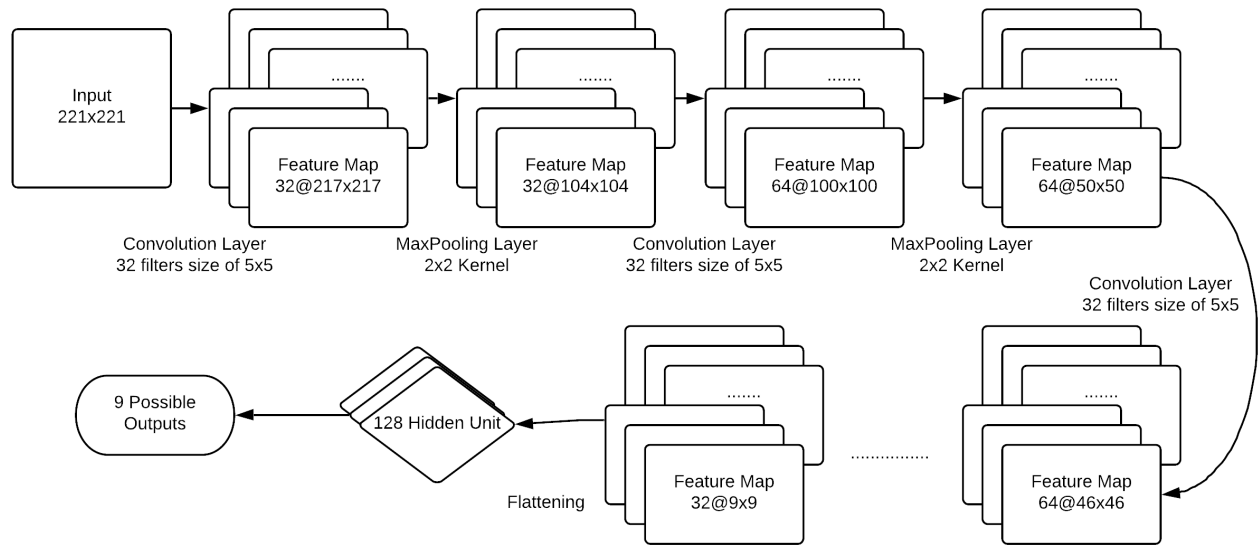 Input
221x221
.......
Feature Map
32@217x217
.......
Feature Map
32@104x104
.......
Feature Map
64@100x100
.......
Feature Map
64@50x50
Convolution Layer
32 filters size of 5x5
MaxPooling Layer
2x2 Kernel
Convolution Layer
32 filters size of 5x5
MaxPooling Layer
2x2 Kernel
Convolution Layer
32 filters size of 5x5
.......
Feature Map
64@46x46
................
.......
Feature Map
32@9x9
Flattening
128 Hidden Unit
9 Possible
Outputs